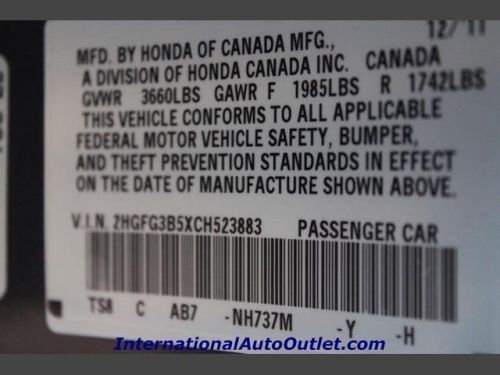 12/11
MFD. BY HONDA OF CANADA MFG.,
A DIVISION OF HONDA CANADA INC. CANADA
GVWR 3660LBS GAWR F 1985LBS R 1742LBS
THIS VEHICLE CONFORMS TO ALL APPLICABLE
FEDERAL MOTOR VEHICLE SAFETY, BUMPER,
AND THEFT PREVENTION STANDARDS IN EFFECT
ON THE DATE OF MANUFACTURE SHOWN ABOVE.
V.I.N. 2HGFG3B5XCH523883 PASSENGER CAR
TS8 C AB7 -NH737M -Y -H
InternationalAutoOutlet.com